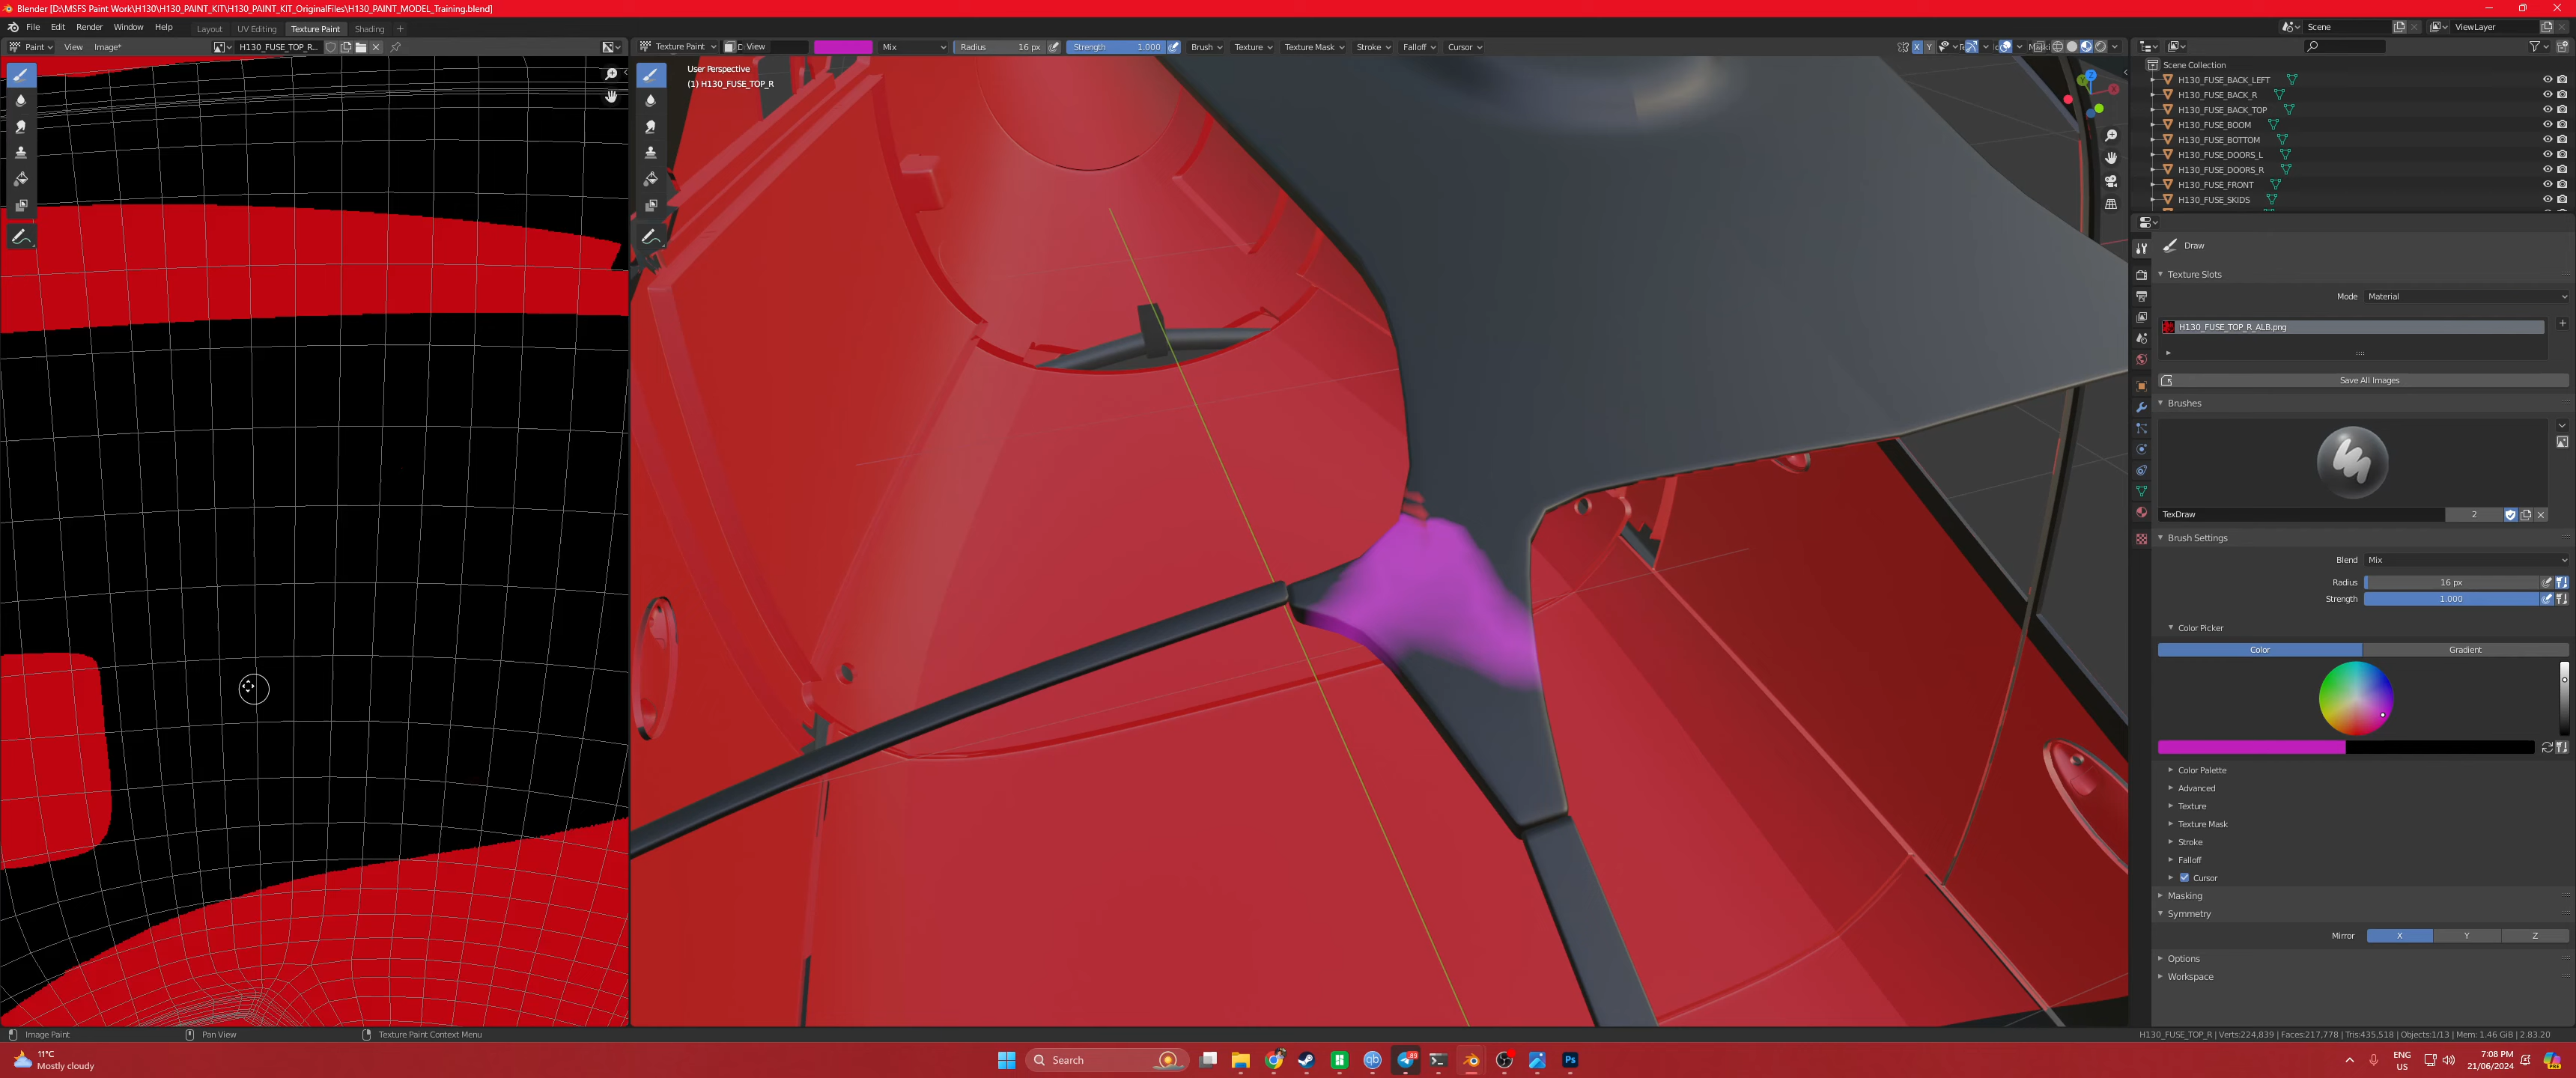 Blender [D:\MSFS Paint Work\H130\H130_PAINT_KIT\H130_PAINT_KIT_OriginalFiles\H130_PAINT_MODEL_Training.blend]
File Edit Render Window Help Layout UV Editing Texture Paint Shading + Scene ViewLayer
Paint View Image* H130_FUSE_TOP_R... Texture Paint View Mix Radius 16 px Strength 1.000 Brush Texture Texture Mask Stroke Falloff Cursor X Y
User Perspective
(1) H130_FUSE_TOP_R
Scene Collection
H130_FUSE_BACK_LEFT
H130_FUSE_BACK_R
H130_FUSE_BACK_TOP
H130_FUSE_BOOM
H130_FUSE_BOTTOM
H130_FUSE_DOORS_L
H130_FUSE_DOORS_R
H130_FUSE_FRONT
H130_FUSE_SKIDS
Draw
Texture Slots
Mode Material
H130_FUSE_TOP_R_ALB.png
Save All Images
Brushes
TexDraw 2
Brush Settings
Blend Mix
Radius 16 px
Strength 1.000
Color Picker
Color Gradient
Color Palette
Advanced
Texture
Texture Mask
Stroke
Falloff
Cursor
Masking
Symmetry
Mirror X Y Z
Options
Workspace
Image Paint Pan View Texture Paint Context Menu H130_FUSE_TOP_R | Verts:224,839 | Faces:217,778 | Tris:435,518 | Objects:1/13 | Mem: 1.46 GiB | 2.83.20
11°C
Mostly cloudy
Search
89
Ps
ENG
US
7:08 PM
21/06/2024